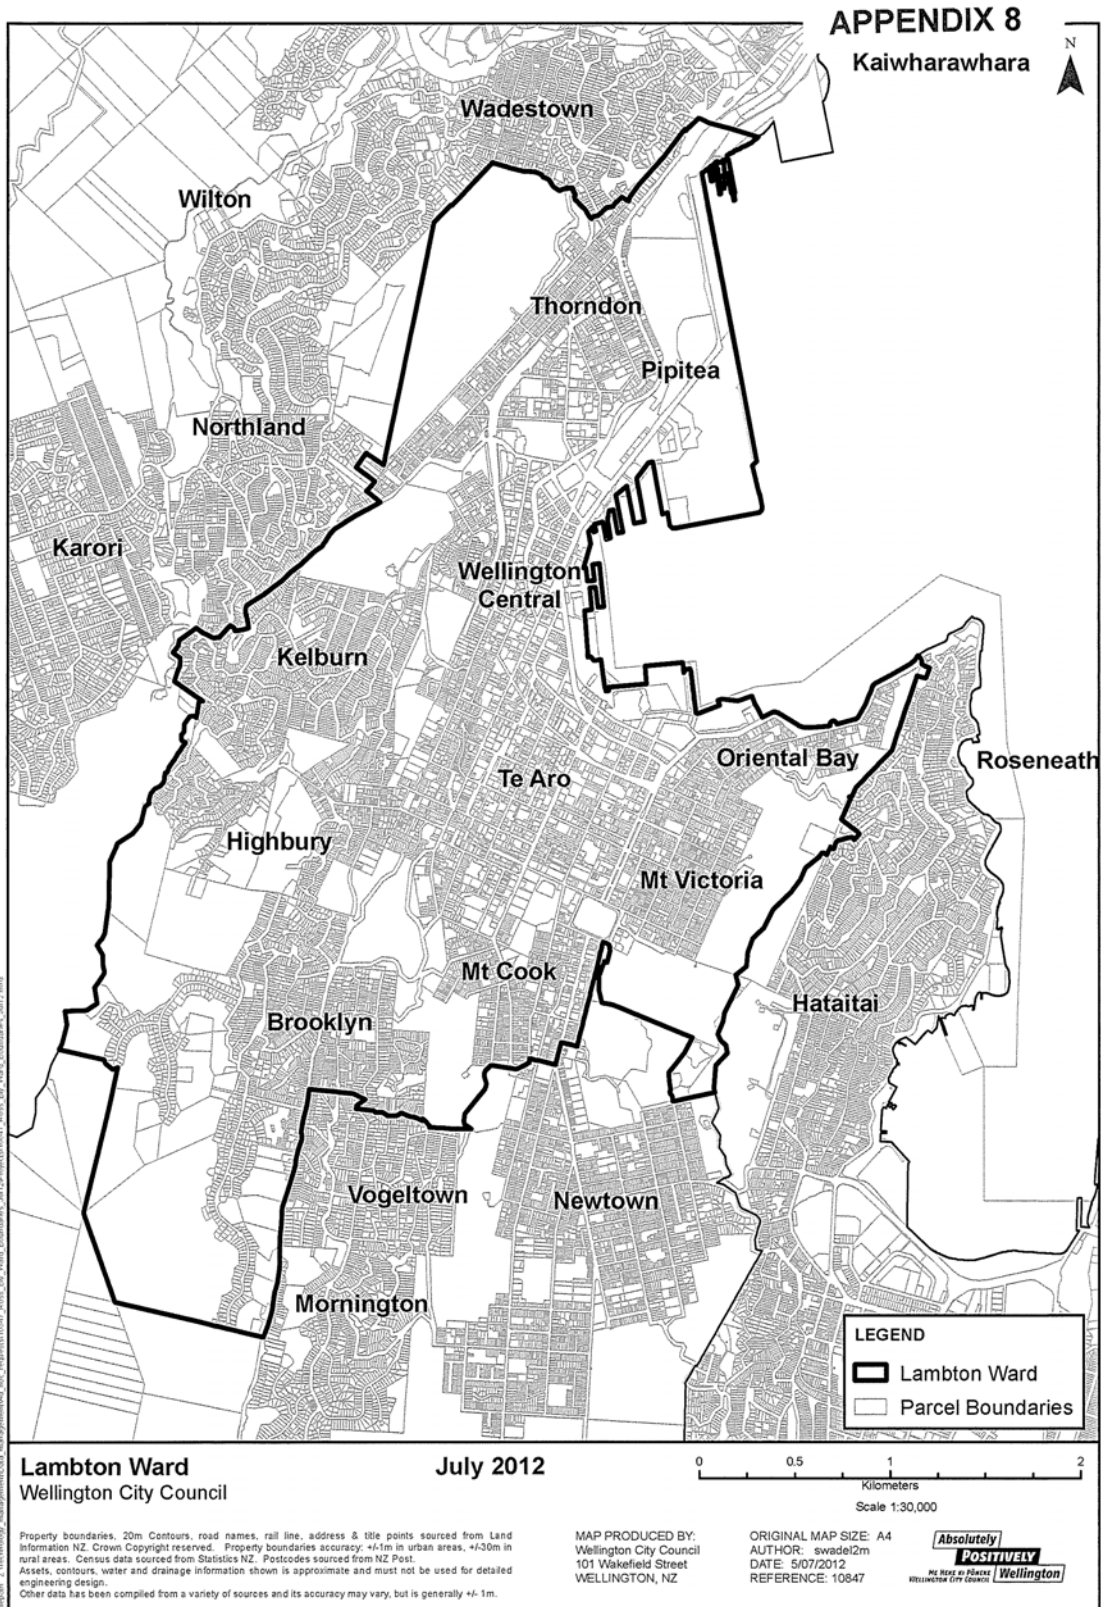 APPENDIX 8
Kaiwharawhara
N
Wadestown
Wilton
Thorndon
Pipitea
Northland
Karori
Wellington
Central
Kelburn
Oriental Bay
Roseneath
Te Aro
Highbury
Mt Victoria
Mt Cook
Hataitai
Brooklyn
Vogeltown
Newtown
Mornington
LEGEND
Lambton Ward
Parcel Boundaries
Lambton Ward
Wellington City Council
July 2012
0 0.5 1 2
Kilometers
Scale 1:30,000
Property boundaries, 20m Contours, road names, rail line, address & title points sourced from Land
Information NZ. Crown Copyright reserved. Property boundaries accuracy: +/-1m in urban areas, +/-30m in
rural areas. Census data sourced from Statistics NZ. Postcodes sourced from NZ Post.
Assets, contours, water and drainage information shown is approximate and must not be used for detailed
engineering design.
Other data has been compiled from a variety of sources and its accuracy may vary, but is generally +/- 1m.
MAP PRODUCED BY:
Wellington City Council
101 Wakefield Street
WELLINGTON, NZ
ORIGINAL MAP SIZE: A4
AUTHOR: swadel2m
DATE: 5/07/2012
REFERENCE: 10847
Absolutely
POSITIVELY
ME HEKE KI PŌNEKE
WELLINGTON CITY COUNCIL
Wellington